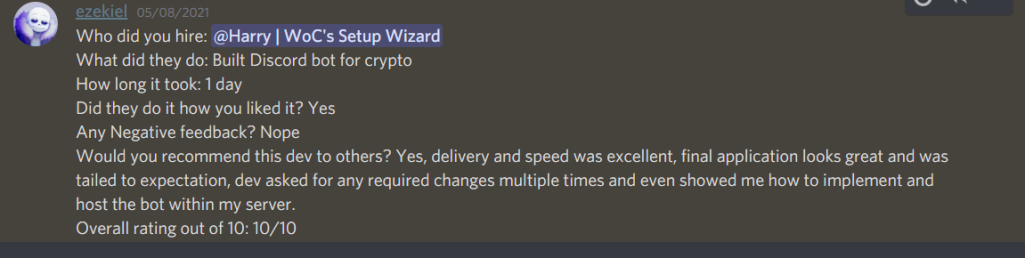 ezekiel 05/08/2021
Who did you hire: @Harry | WoC's Setup Wizard
What did they do: Built Discord bot for crypto
How long it took: 1 day
Did they do it how you liked it? Yes
Any Negative feedback? Nope
Would you recommend this dev to others? Yes, delivery and speed was excellent, final application looks great and was
tailed to expectation, dev asked for any required changes multiple times and even showed me how to implement and
host the bot within my server.
Overall rating out of 10: 10/10